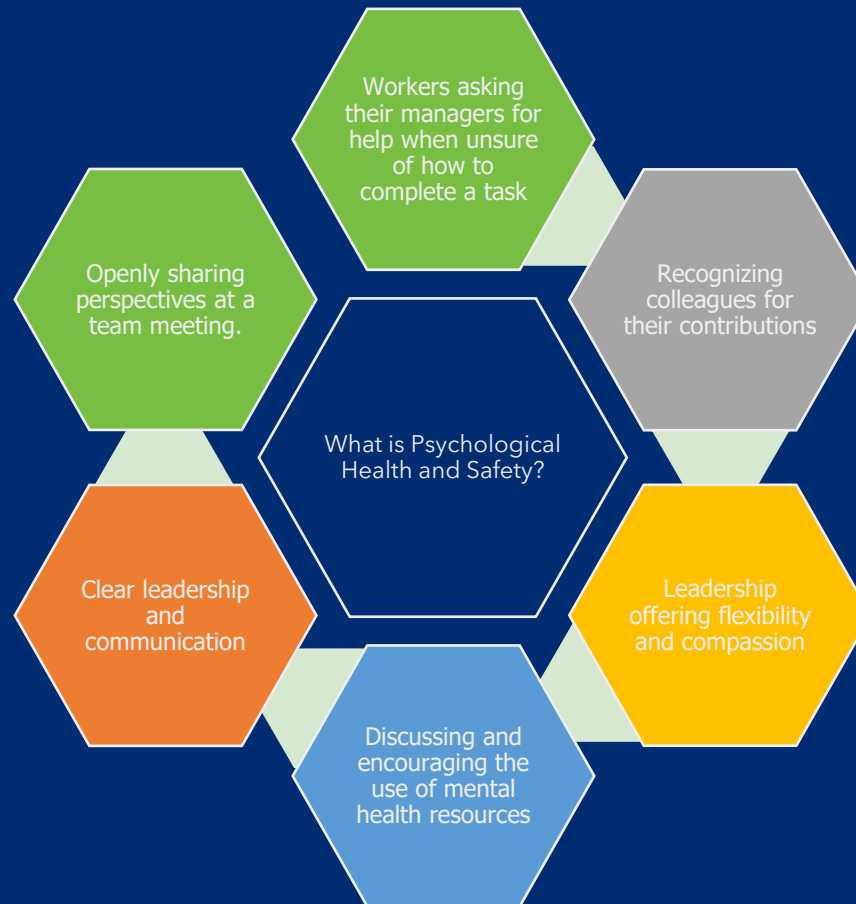 Workers asking
their managers for
help when unsure
of how to
complete a task
Recognizing
colleagues for
their contributions
Leadership
offering flexibility
and compassion
Discussing and
encouraging the
use of mental
health resources
Clear leadership
and
communication
Openly sharing
perspectives at a
team meeting.
What is Psychological
Health and Safety?